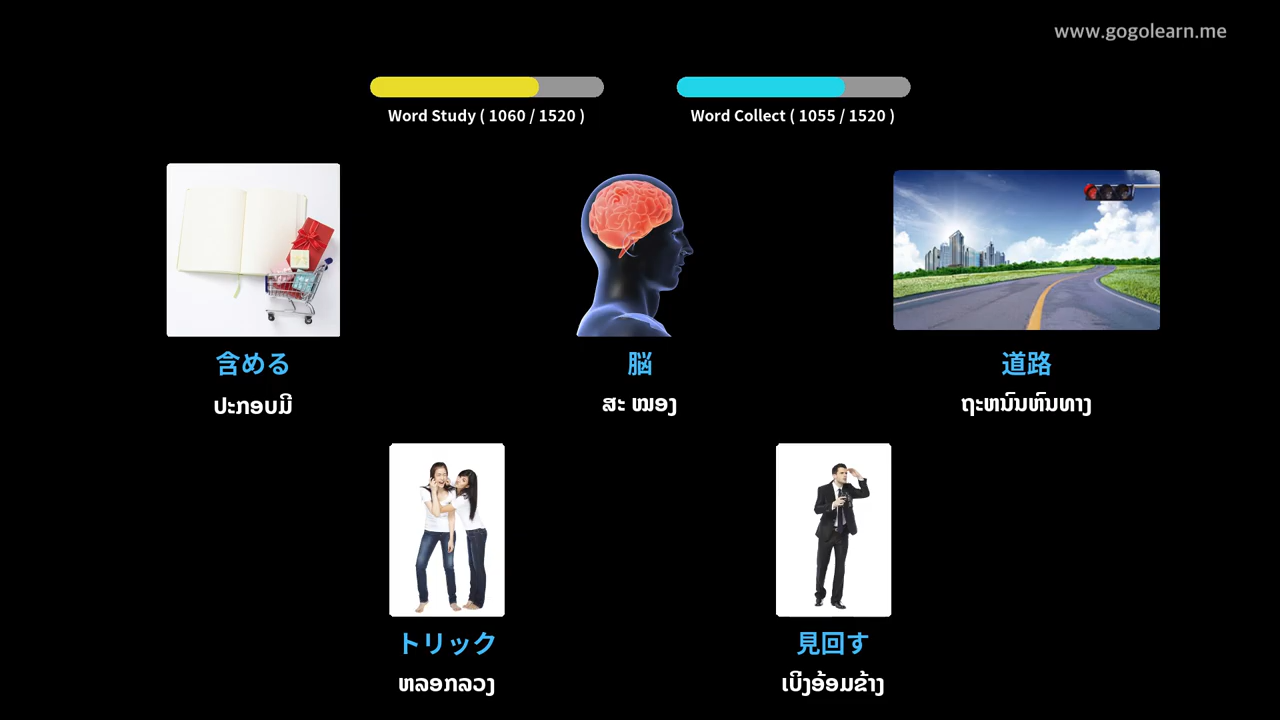 www.gogolearn.me
Word Study ( 1060 / 1520 )
Word Collect ( 1055 / 1520 )
含める
ປະກອບມີ
脳
ສະ ໝອງ
道路
ຖະຫນົນຫົນທາງ
トリック
ຫລອກລວງ
見回す
ເບິ່ງອ້ອມຂ້າງ